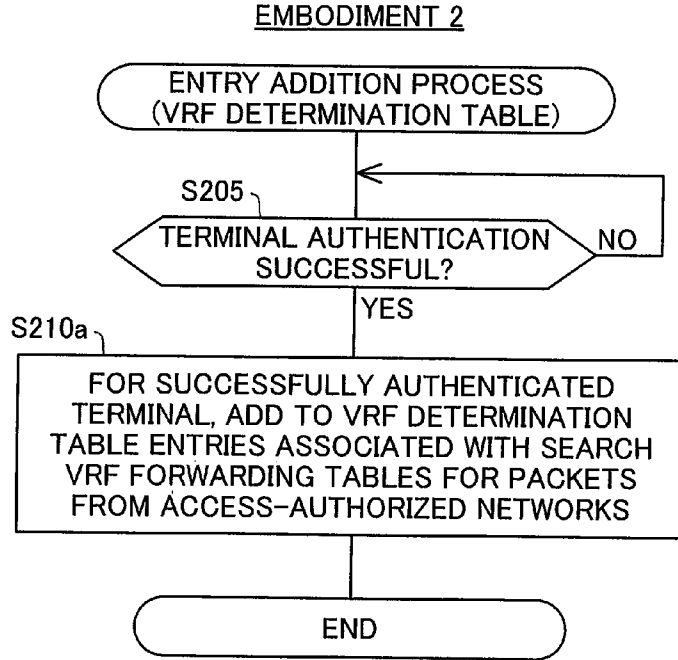 EMBODIMENT 2
ENTRY ADDITION PROCESS
(VRF DETERMINATION TABLE)
S205
TERMINAL AUTHENTICATION
SUCCESSFUL?
NO
YES
S210a
FOR SUCCESSFULLY AUTHENTICATED
TERMINAL, ADD TO VRF DETERMINATION
TABLE ENTRIES ASSOCIATED WITH SEARCH
VRF FORWARDING TABLES FOR PACKETS
FROM ACCESS-AUTHORIZED NETWORKS
END